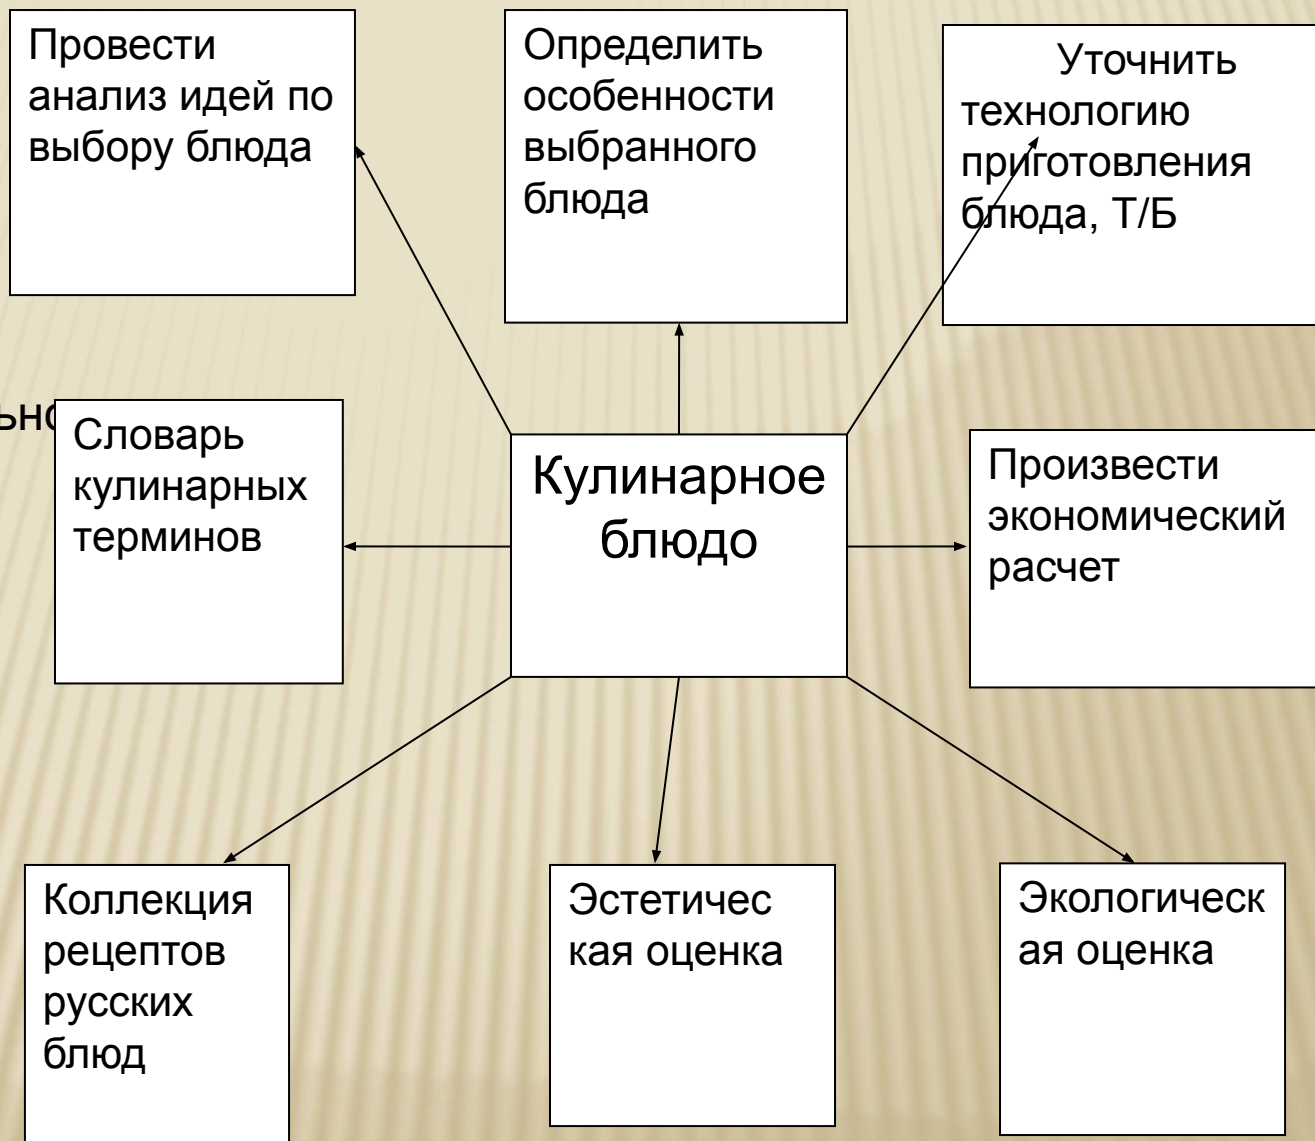 Провести
анализ идей по
выбору блюда
Определить
особенности
выбранного
блюда
Уточнить
технологию
приготовления
блюда, Т/Б
Словарь
кулинарных
терминов
Кулинарное
блюдо
Произвести
экономический
расчет
Коллекция
рецептов
русских
блюд
Эстетичес
кая оценка
Экологическ
ая оценка